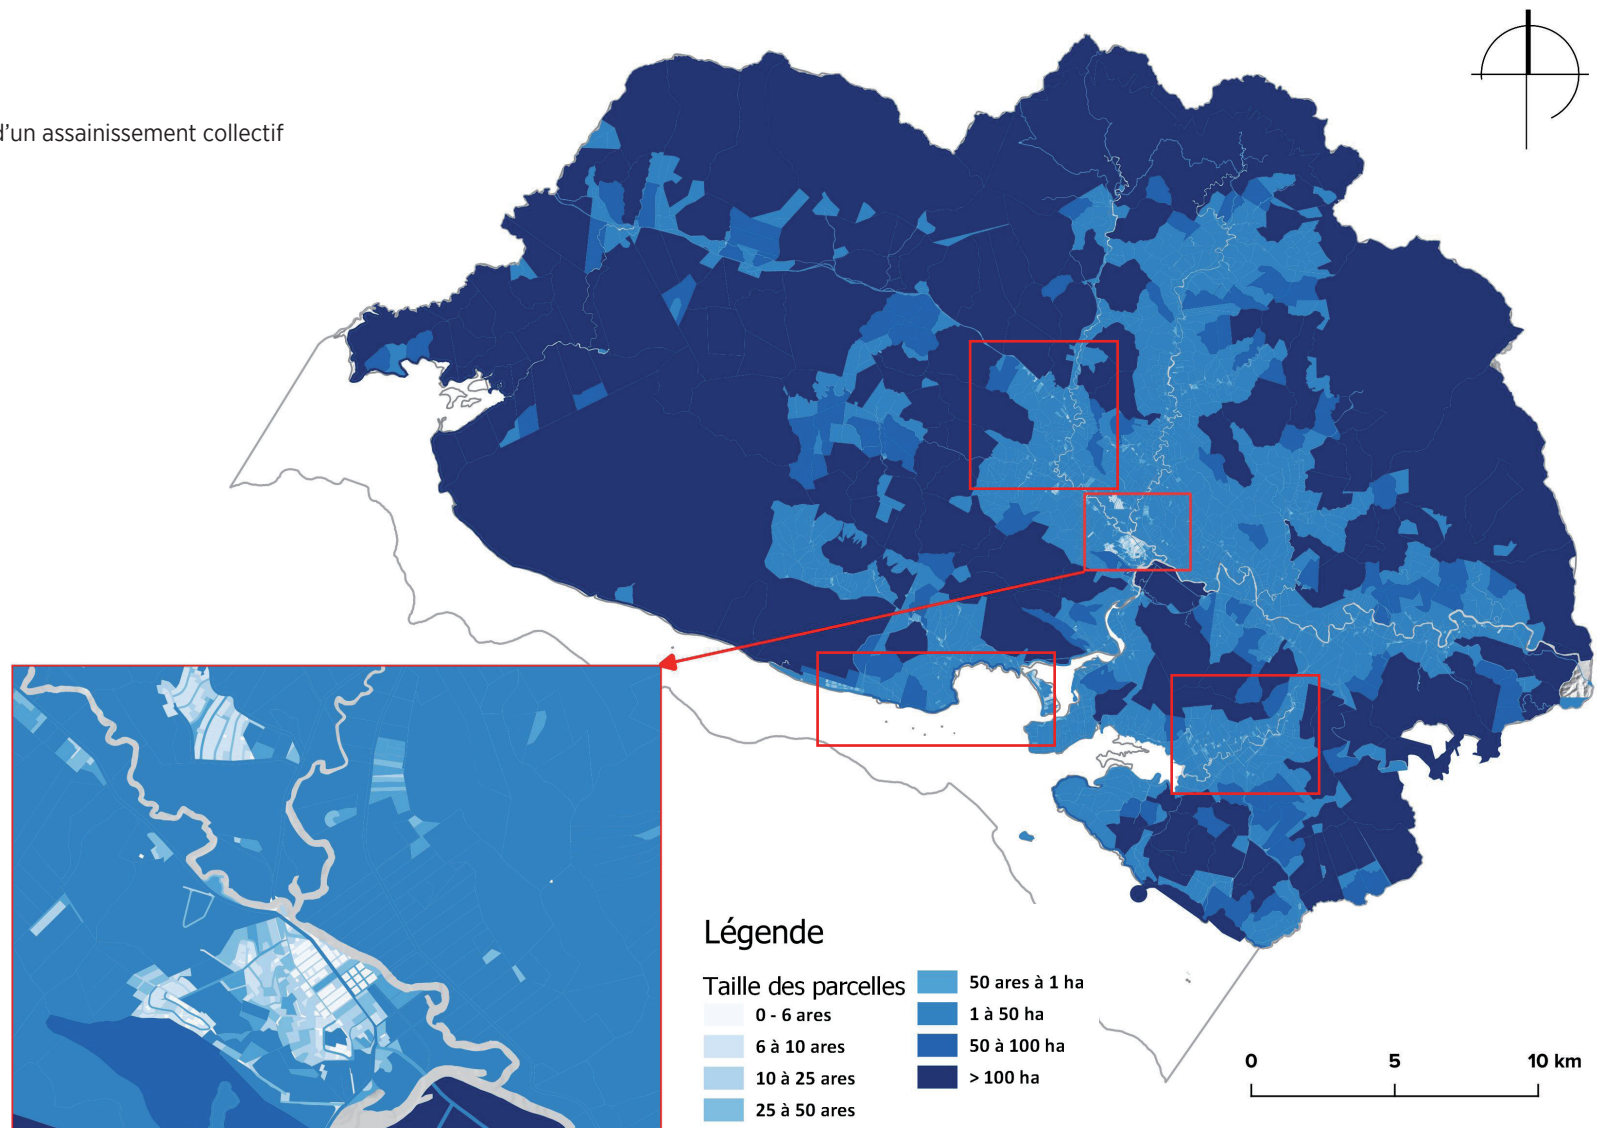 d'un assainissement collectif
Légende
Taille des parcelles
0 - 6 ares
6 à 10 ares
10 à 25 ares
25 à 50 ares
50 ares à 1 ha
1 à 50 ha
50 à 100 ha
> 100 ha
0 5 10 km